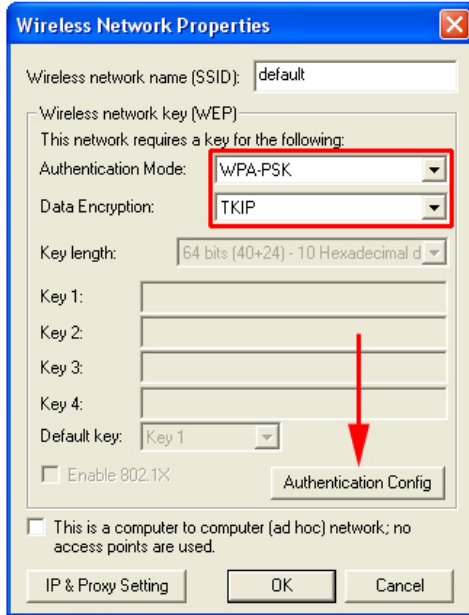 Wireless Network Properties
Wireless network name (SSID): default
Wireless network key (WEP)
This network requires a key for the following:
Authentication Mode: WPA-PSK
Data Encryption: TKIP
Key length: 64 bits (40+24) - 10 Hexadecimal d
Key 1:
Key 2:
Key 3:
Key 4:
Default key: Key 1
Enable 802.1X
Authentication Config
This is a computer to computer (ad hoc) network; no
access points are used.
IP & Proxy Setting OK Cancel